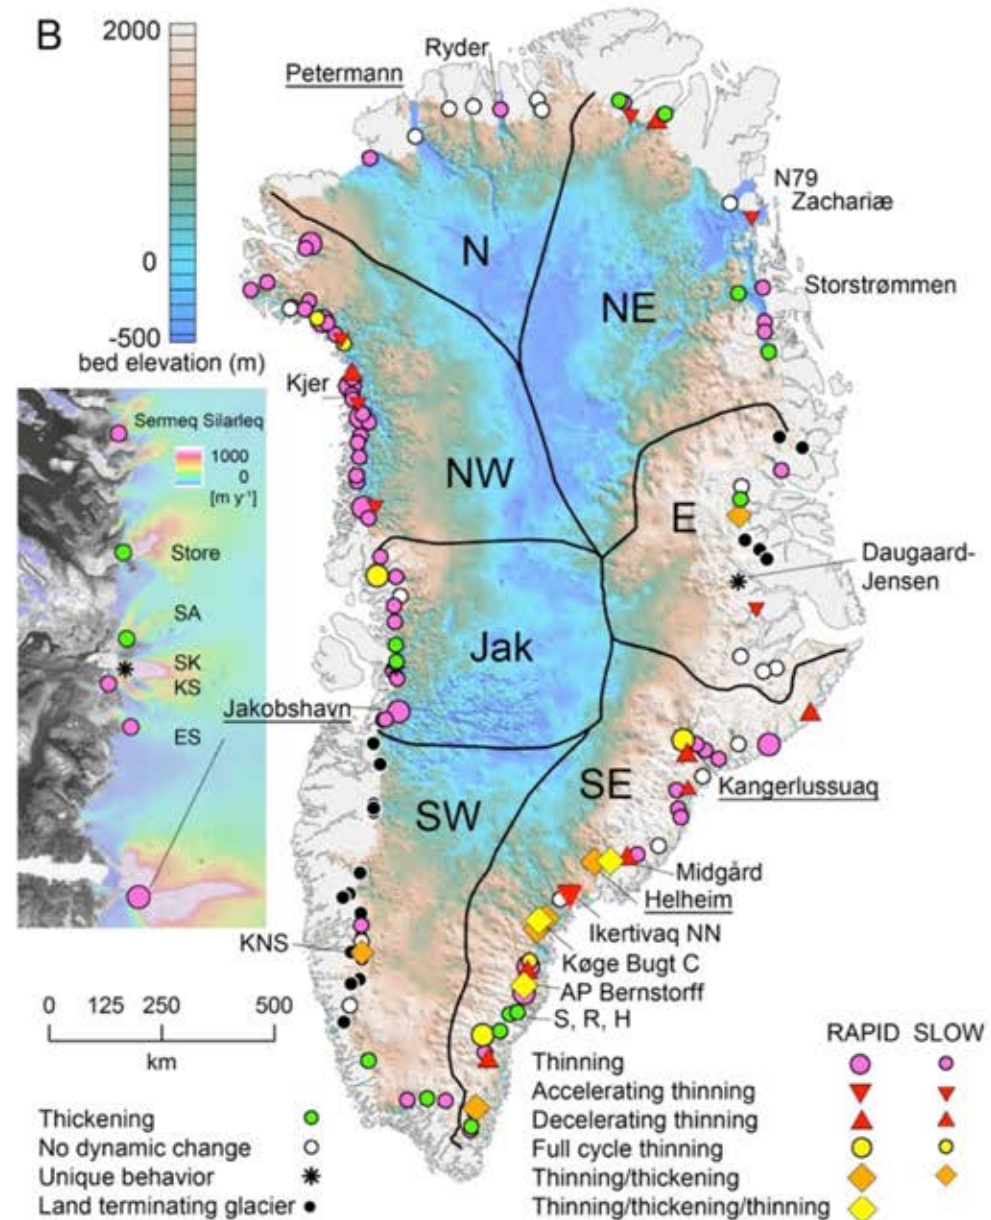 B
2000
0
-500
bed elevation (m)
Petermann
Ryder
N79
Zachariæ
Storstrømmen
N
NE
Kjer
NW
E
Daugaard-
Jensen
Sermeq Silarleq
1000
0
[m y⁻¹]
Store
SA
SK
KS
ES
Jakobshavn
Jak
SE
SW
Kangerlussuaq
Midgård
Helheim
Ikertivaq NN
Køge Bugt C
AP Bernstorff
S, R, H
KNS
0 125 250 500
km
RAPID SLOW
Thinning
Accelerating thinning
Decelerating thinning
Full cycle thinning
Thinning/thickening
Thinning/thickening/thinning
Thickening
No dynamic change
Unique behavior
Land terminating glacier